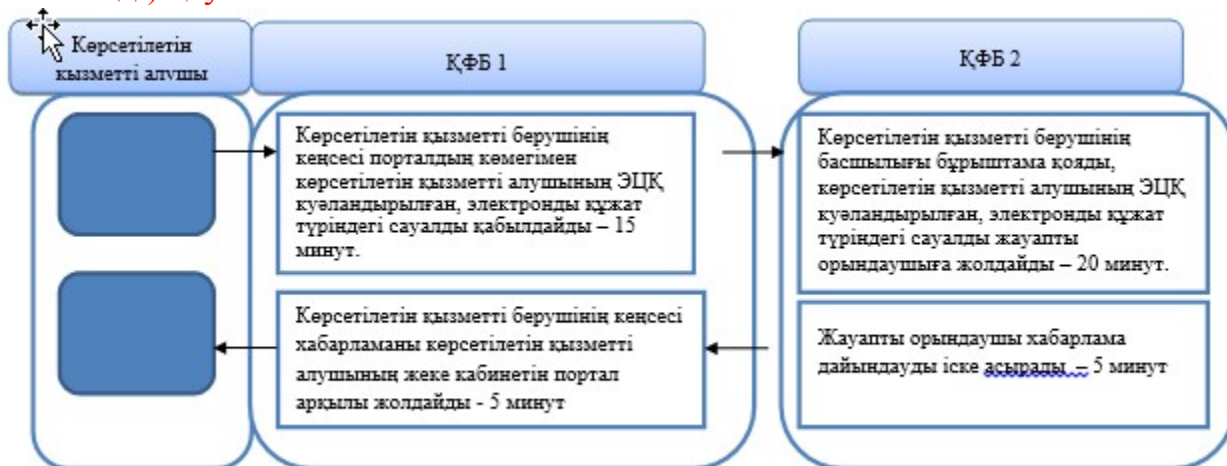 Көрсетілетін
қызметті алушы
ҚФБ 1
ҚФБ 2
Көрсетілетін қызметті берушінің
кеңсесі порталдың көмегімен
көрсетілетін қызметті алушының ЭЦҚ
куәландырылған, электронды құжат
түріндегі сауалды қабылдайды – 15
минут.
Көрсетілетін қызметті берушінің
басшылығы бұрыштама қояды,
көрсетілетін қызметті алушының ЭЦҚ
куәландырылған, электронды құжат
түріндегі сауалды жауапты
орындаушыға жолдайды – 20 минут.
Көрсетілетін қызметті берушінің кеңсесі
хабарламаны көрсетілетін қызметті
алушының жеке кабинетін портал
арқылы жолдайды - 5 минут
Жауапты орындаушы хабарлама
дайындауды іске асырады – 5 минут